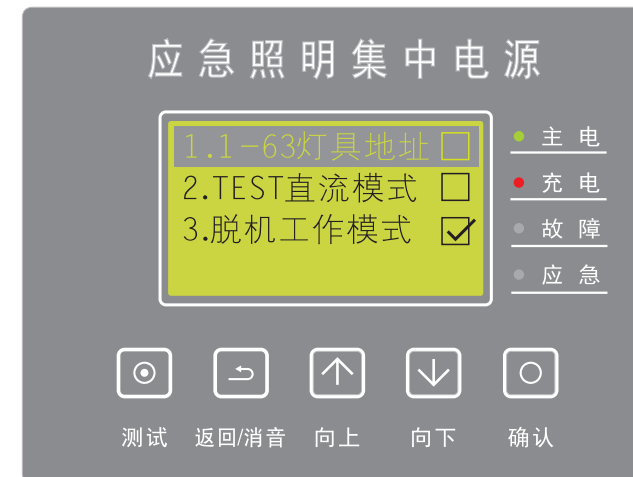 应急照明集中电源
1.1-63灯具地址
2.TEST直流模式
3.脱机工作模式
主电
充电
故障
应急
测试
返回/消音
向上
向下
确认